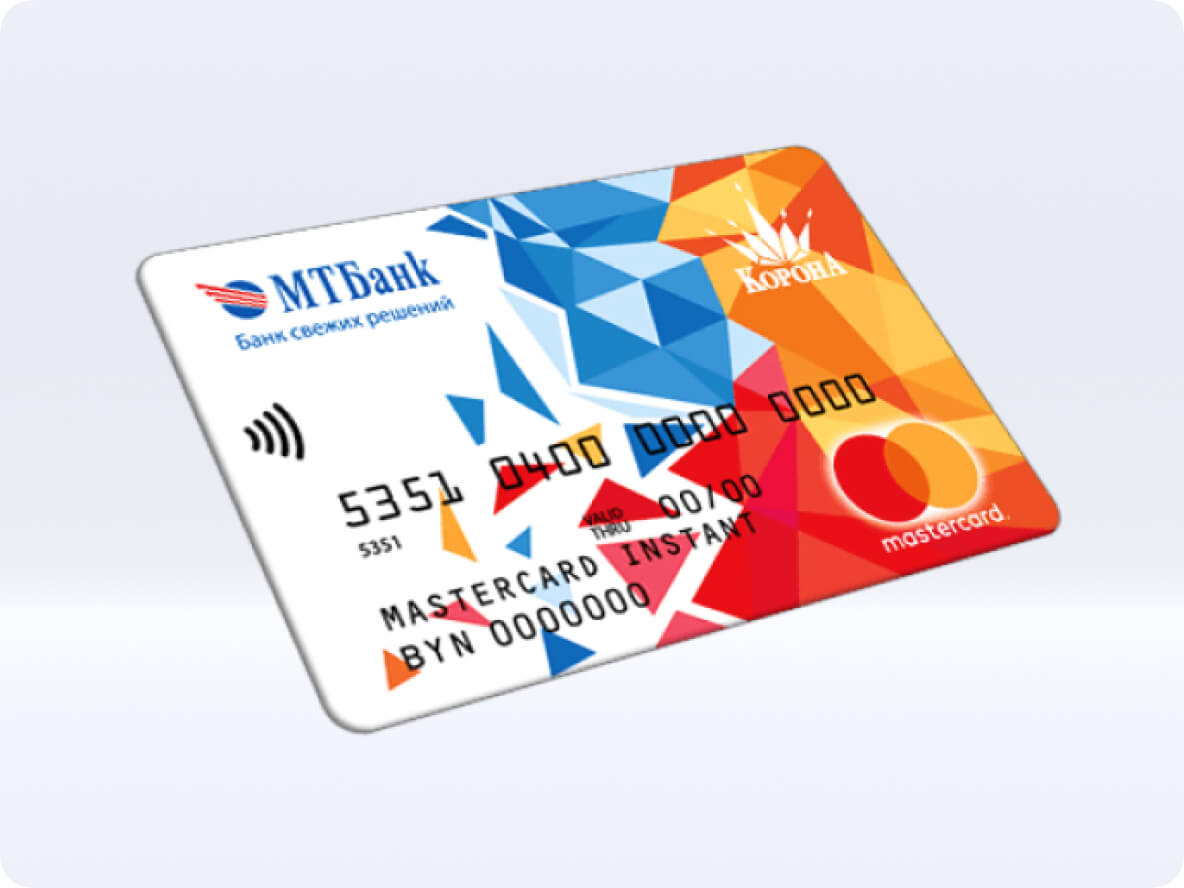 МТБанк
Банк свежих решений
КОРОНА
5351 0400 0000 0000
5351
VALID THRU 00/00
MASTERCARD INSTANT
BYN 0000000
mastercard.